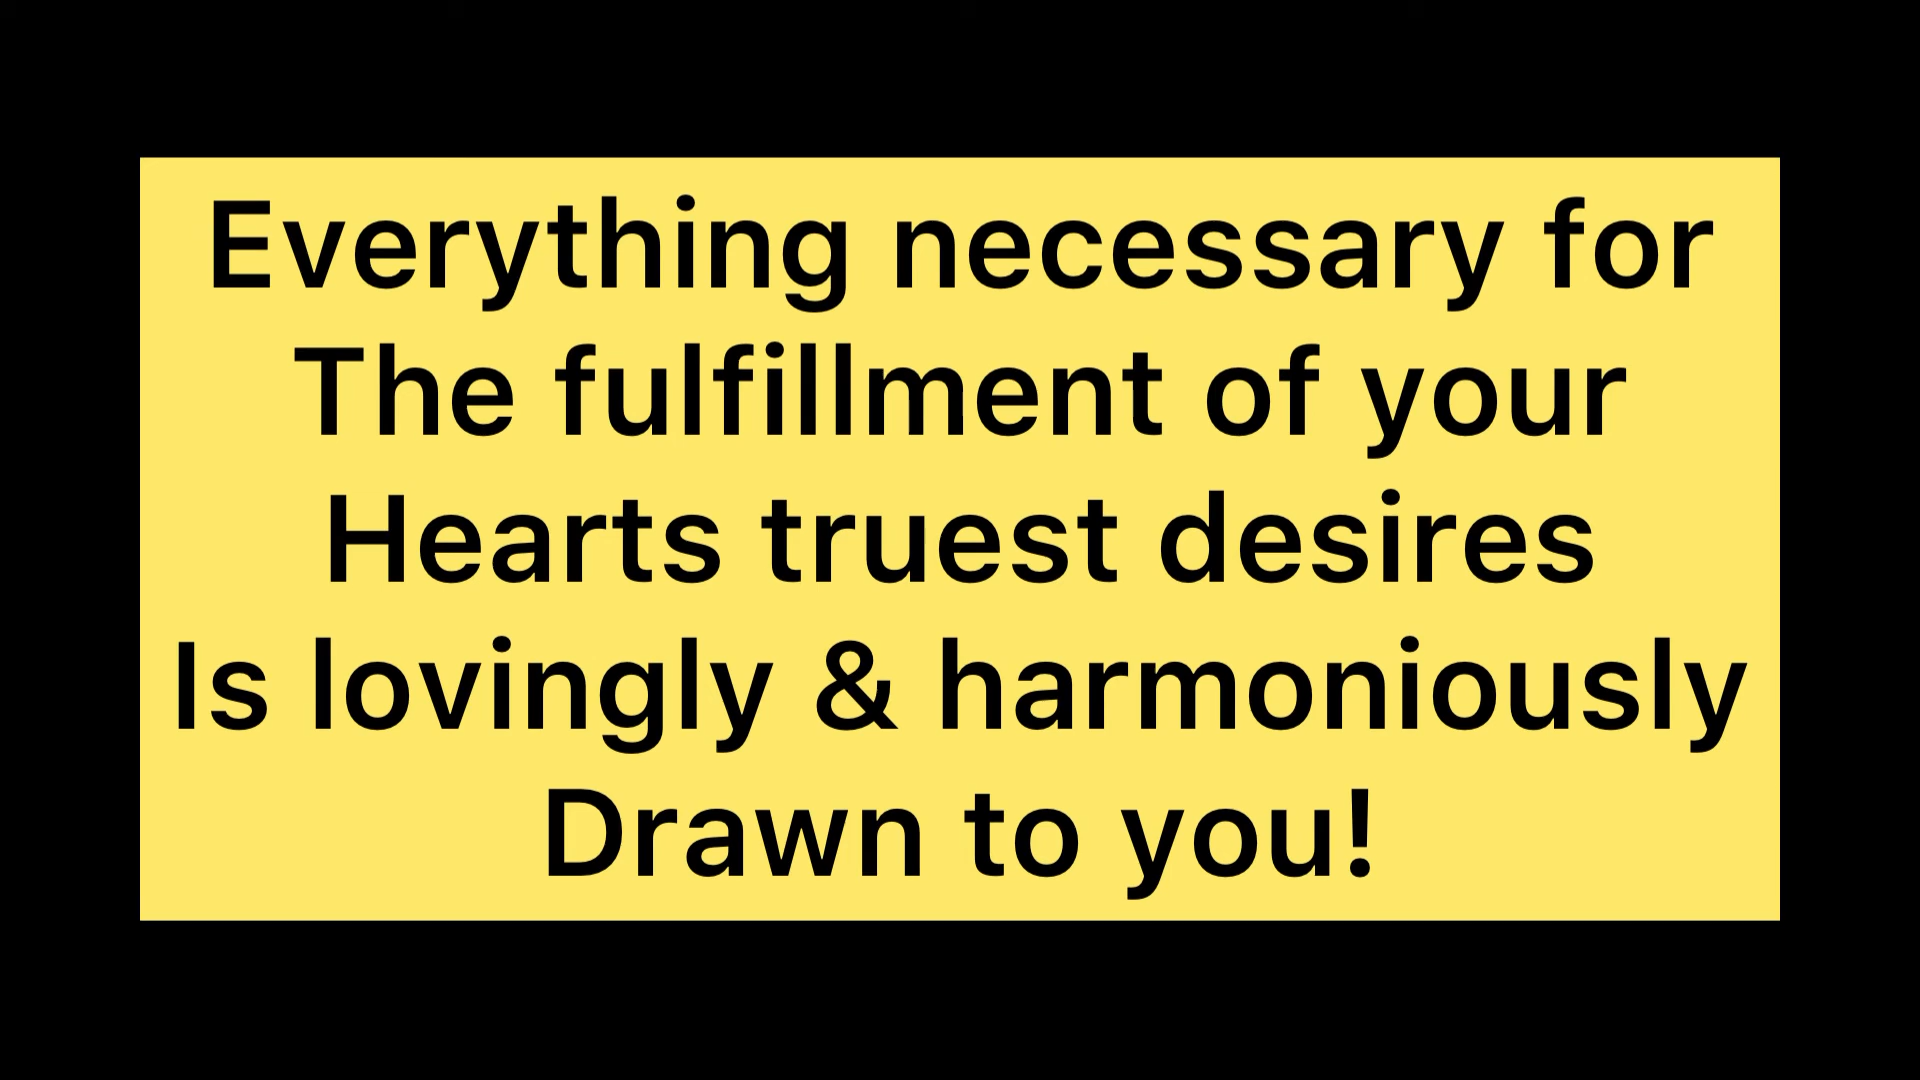 Everything necessary for
The fulfillment of your
Hearts truest desires
Is lovingly & harmoniously
Drawn to you!